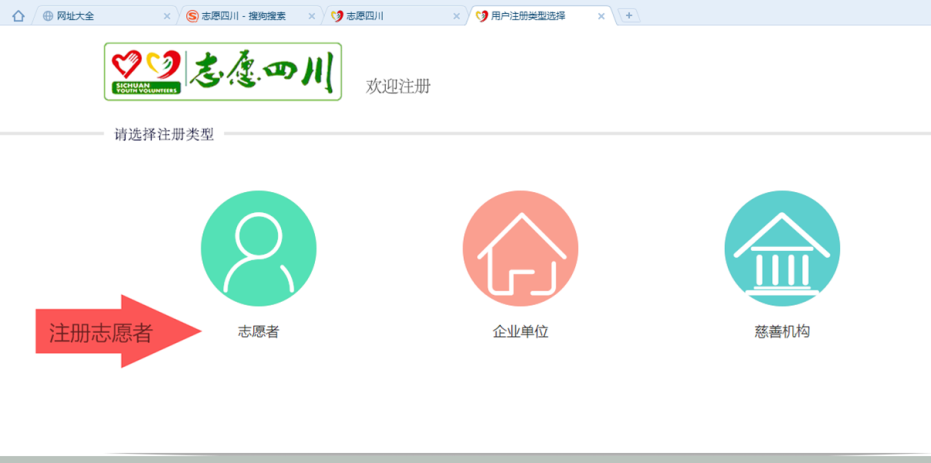 网址大全
志愿四川 - 搜狗搜索
志愿四川
用户注册类型选择
志愿四川
SICHUAN
YOUTH VOLUNTEERS
欢迎注册
请选择注册类型
注册志愿者
志愿者
企业单位
慈善机构